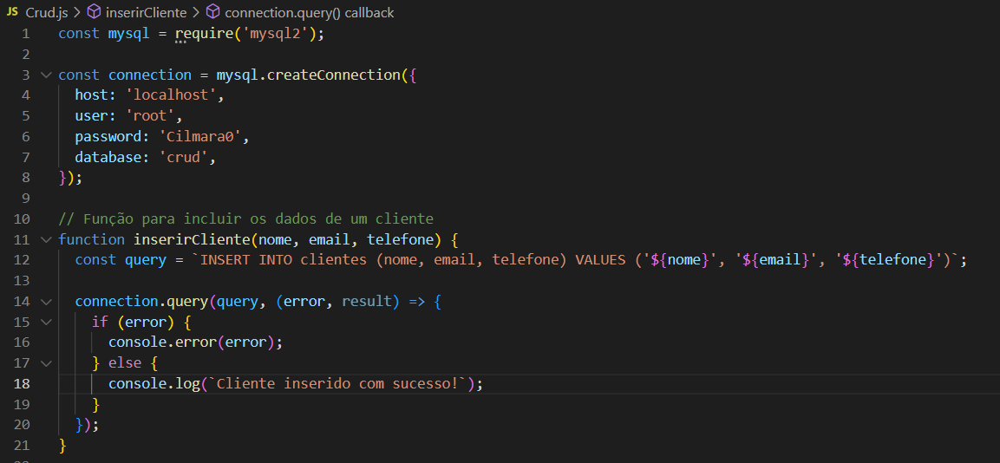 JS Crud.js > inserirCliente > connection.query() callback
1 const mysql = require('mysql2');
2
3 const connection = mysql.createConnection({
4   host: 'localhost',
5   user: 'root',
6   password: 'Cilmara0',
7   database: 'crud',
8 });
9
10 // Função para incluir os dados de um cliente
11 function inserirCliente(nome, email, telefone) {
12   const query = `INSERT INTO clientes (nome, email, telefone) VALUES ('${nome}', '${email}', '${telefone}')`;
13
14   connection.query(query, (error, result) => {
15     if (error) {
16       console.error(error);
17     } else {
18       console.log(`Cliente inserido com sucesso!`);
19     }
20   });
21 }